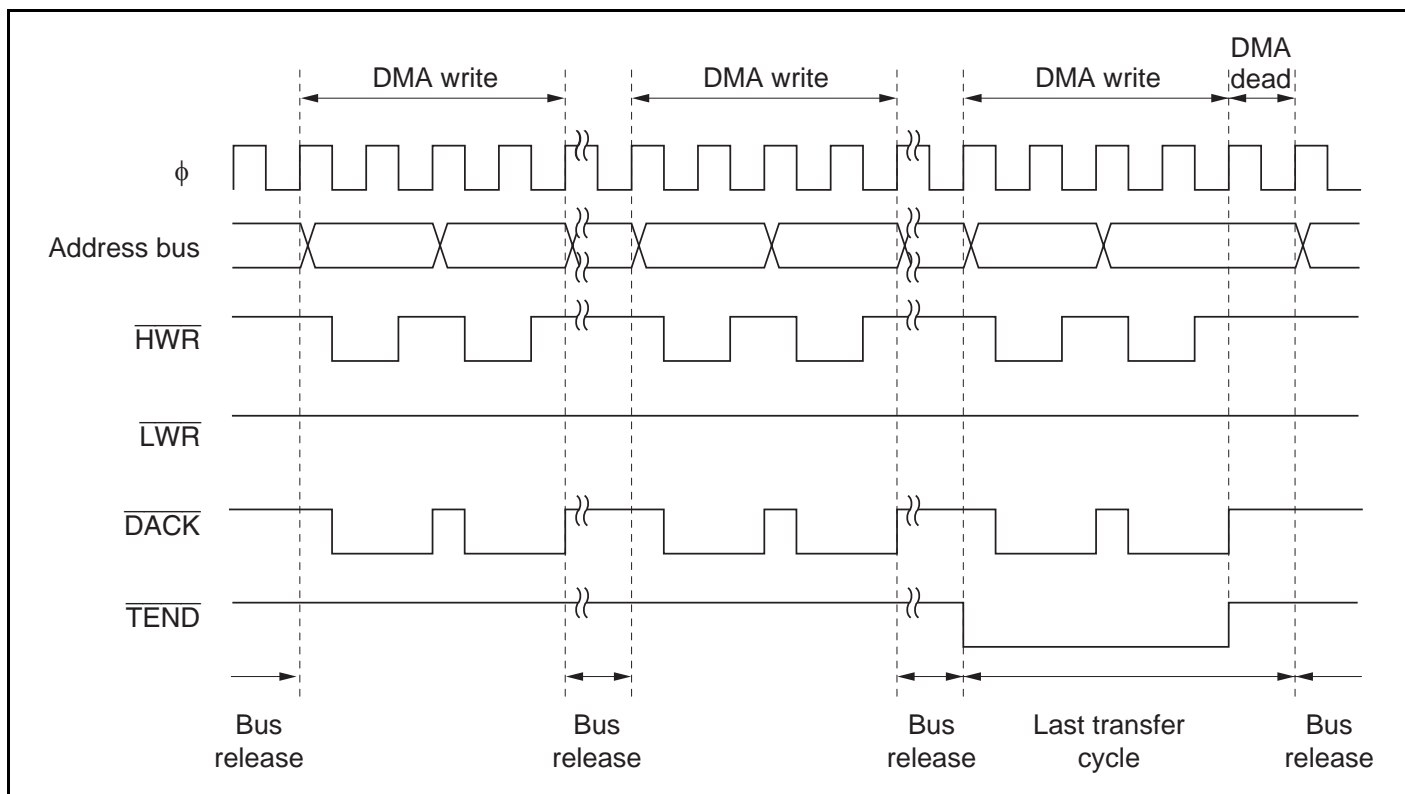 DMA
dead
DMA write
DMA write
DMA write
ϕ
Address bus
HWR
LWR
DACK
TEND
Bus
release
Bus
release
Bus
release
Last transfer
cycle
Bus
release